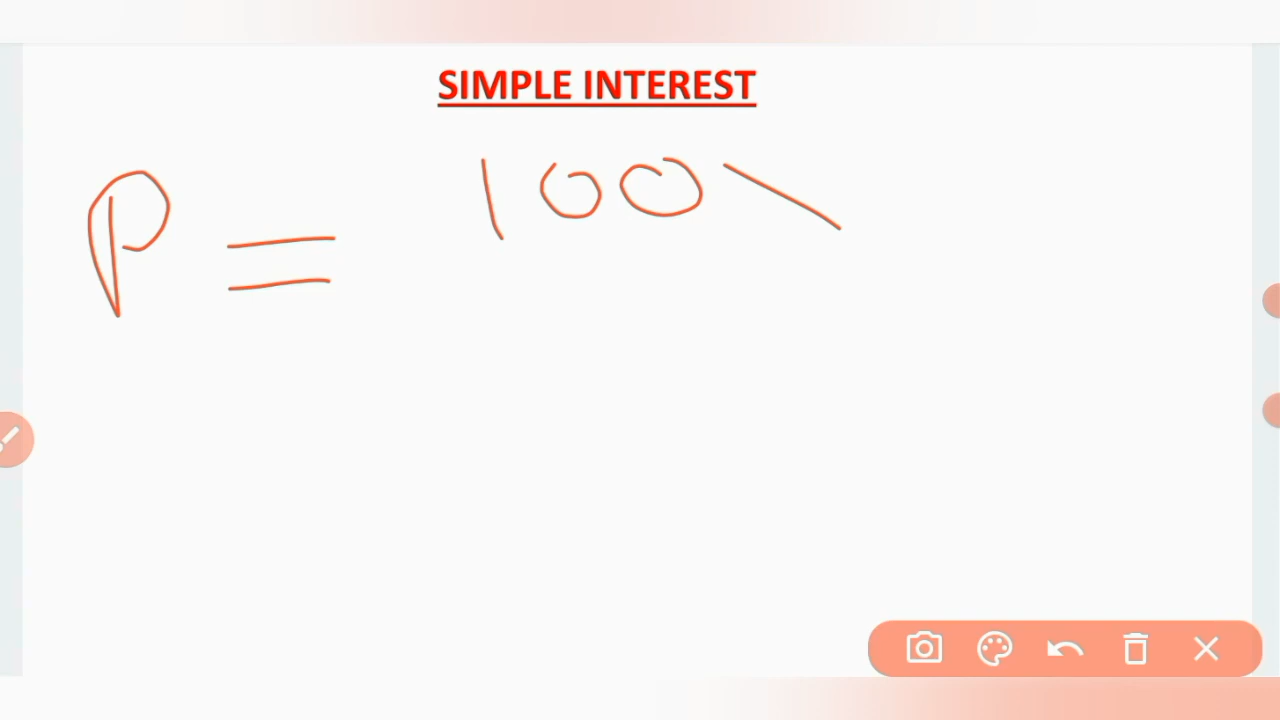 SIMPLE INTEREST
P = 100 \